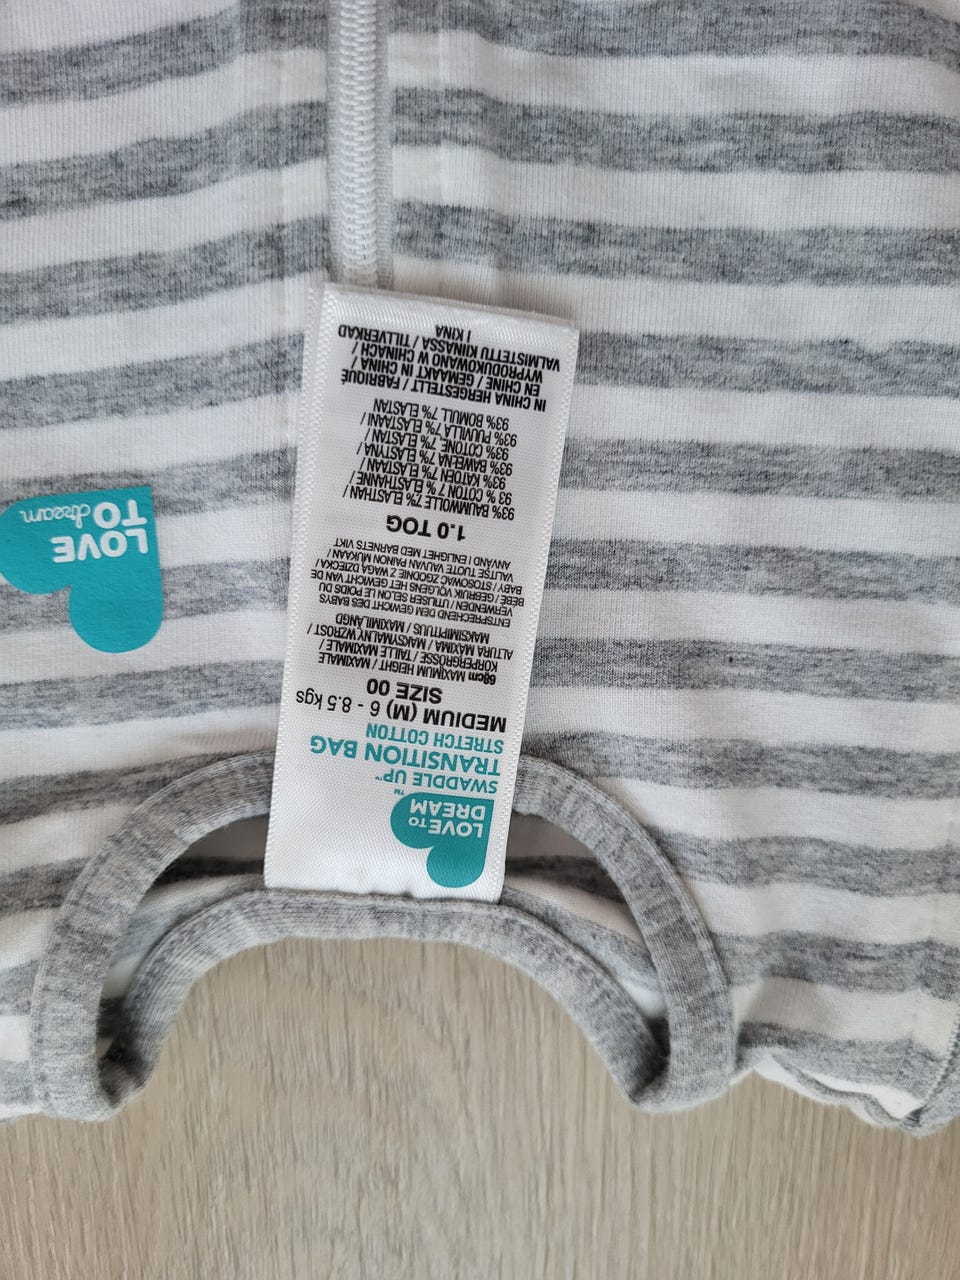 LOVE TO
DREAM™
SWADDLE UP™
TRANSITION BAG
STRETCH COTTON
MEDIUM (M) 6 - 8.5 kgs
SIZE 00
68cm MAXIMUM HEIGHT / MAXIMALE
KÖRPERGRÖSSE / TAILLE MAXIMALE /
ALTURA MÁXIMA / MAKSYMALNY WZROST /
MAKSIMIPITUUS / MAXIMILÄNGD
ENTSPRECHEND DEM GEWICHT DES BABYS
VERWENDEN / UTILISER SELON LE POIDS DU
BÉBÉ / GEBRUIK VOLGENS HET GEWICHT VAN DE
BABY / STOSOWAĆ ZGODNIE Z WAGĄ DZIECKA /
VALITSE TUOTE VAUVAN PAINON MUKAAN /
ANVÄND I ENLIGHET MED BARNETS VIKT
1.0 TOG
93% BAUMWOLLE 7% ELASTHAN /
93 % COTON 7 % ELASTHANNE /
93% KATOEN 7% ELASTAAN /
93% BAWEŁNA 7% ELASTYNA /
93% COTONE, 7% ELASTAN /
93% PUUVILLA 7% ELASTAANI /
93% BOMULL 7% ELASTAN
IN CHINA HERGESTELLT / FABRIQUÉ
EN CHINE / GEMAAKT IN CHINA /
WYPRODUKOWANO W CHINACH /
VALMISTETTU KIINASSA / TILLVERKAD
I KINA
LOVE
TO dream